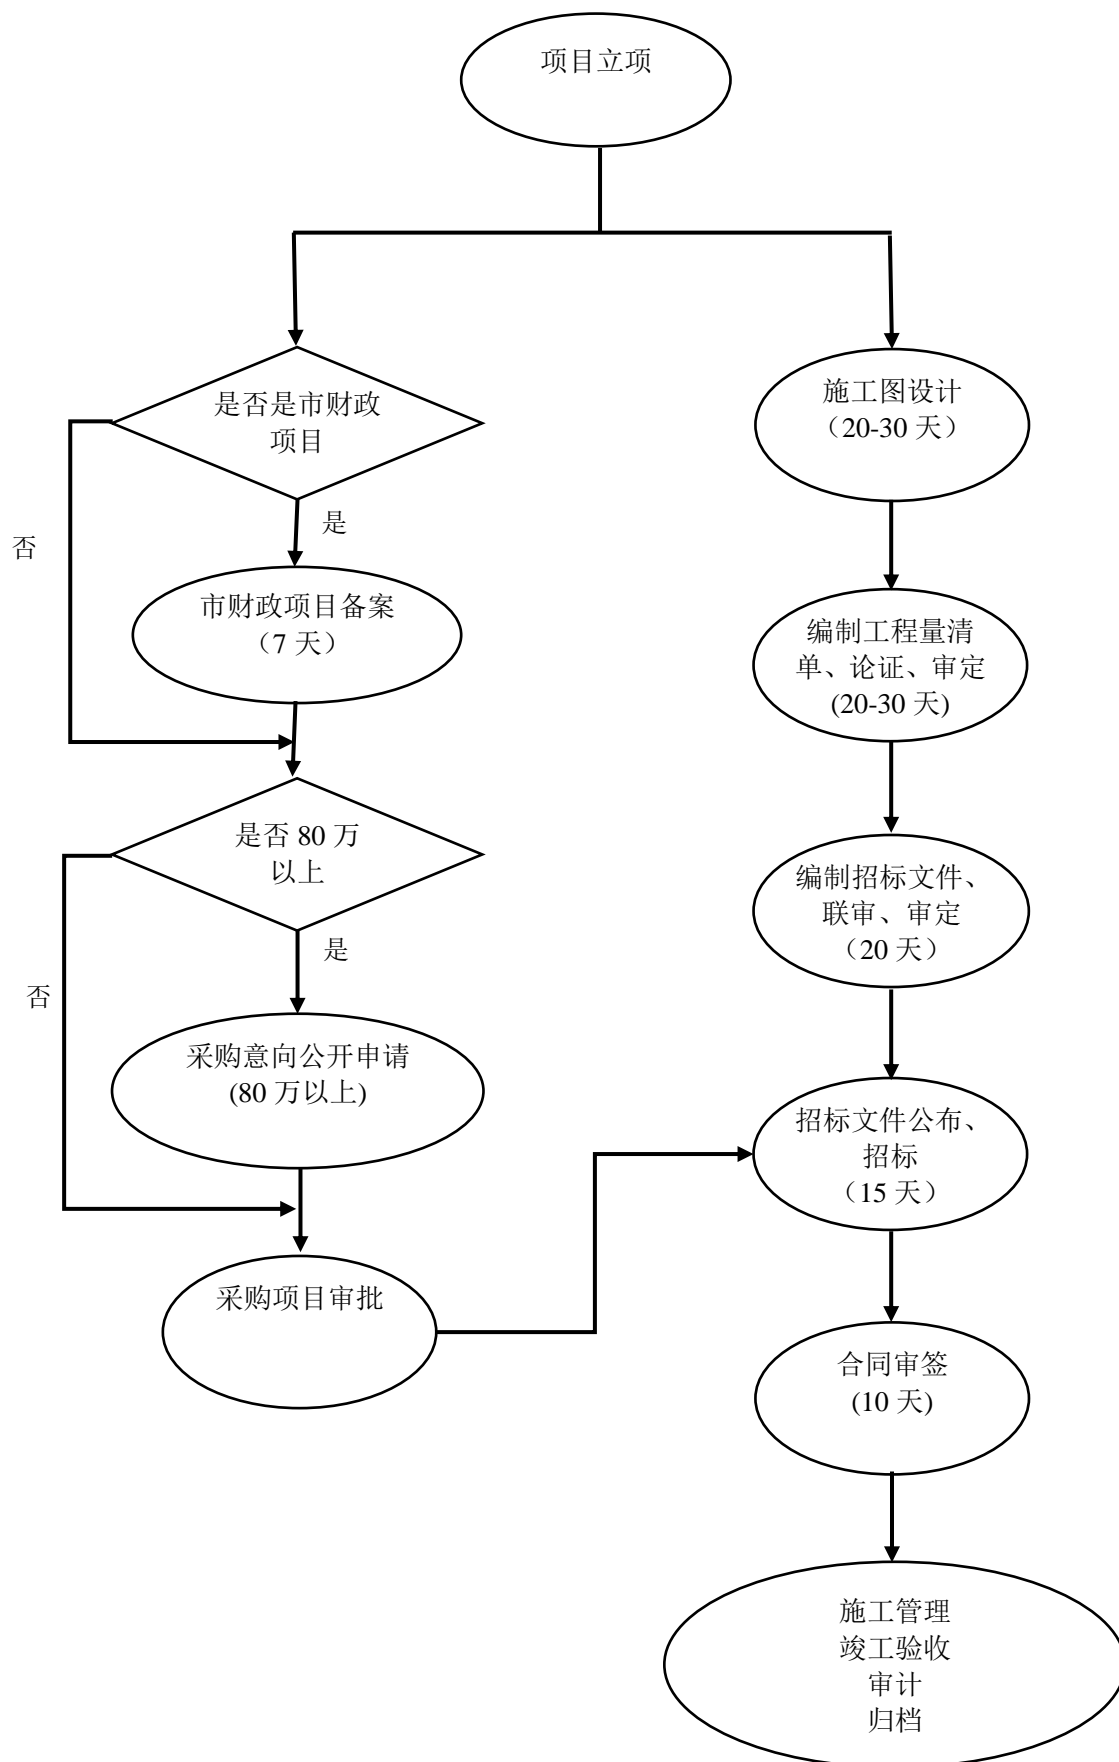 项目立项
是否是市财政
项目
是
否
市财政项目备案
（7 天）
是否 80 万
以上
是
否
采购意向公开申请
(80 万以上)
采购项目审批
施工图设计
（20-30 天）
编制工程量清
单、论证、审定
(20-30 天)
编制招标文件、
联审、审定
（20 天）
招标文件公布、
招标
（15 天）
合同审签
(10 天)
施工管理
竣工验收
审计
归档